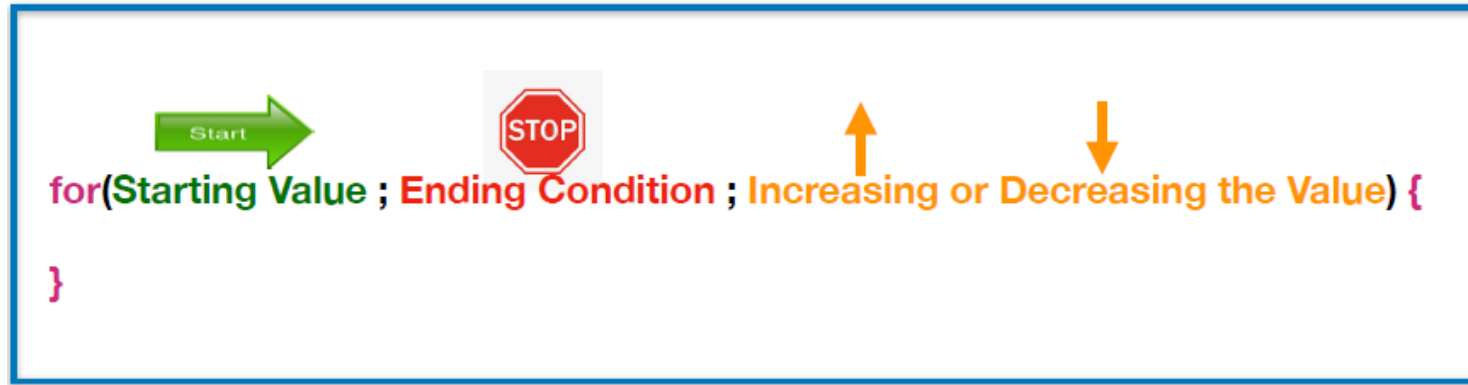 Start
STOP
for(Starting Value ; Ending Condition ; Increasing or Decreasing the Value) {
}